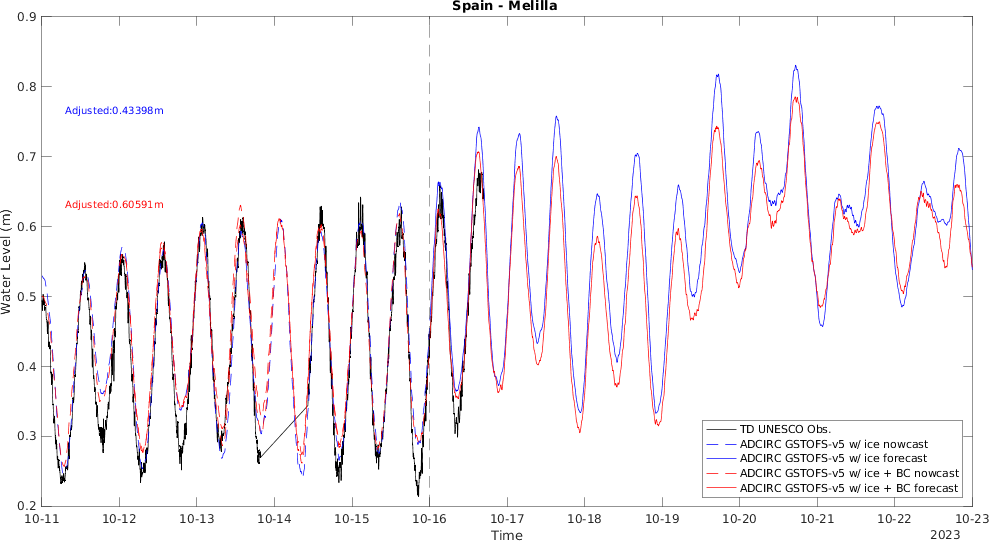 Spain - Melilla
0.9
0.8
0.7
0.6
0.5
0.4
0.3
0.2
Water Level (m)
Adjusted:0.43398m
Adjusted:0.60591m
TD UNESCO Obs.
ADCIRC GSTOFS-v5 w/ ice nowcast
ADCIRC GSTOFS-v5 w/ ice forecast
ADCIRC GSTOFS-v5 w/ ice + BC nowcast
ADCIRC GSTOFS-v5 w/ ice + BC forecast
10-11 10-12 10-13 10-14 10-15 10-16 10-17 10-18 10-19 10-20 10-21 10-22 10-23
Time
2023